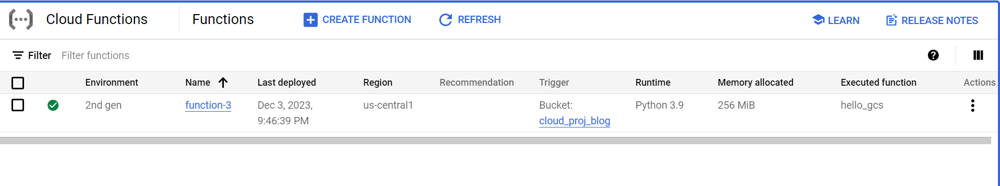 Cloud Functions
Functions
CREATE FUNCTION
REFRESH
LEARN
RELEASE NOTES
Filter
Filter functions
Environment
Name
Last deployed
Region
Recommendation
Trigger
Runtime
Memory allocated
Executed function
Actions
2nd gen
function-3
Dec 3, 2023,
9:46:39 PM
us-central1
Bucket:
cloud_proj_blog
Python 3.9
256 MiB
hello_gcs